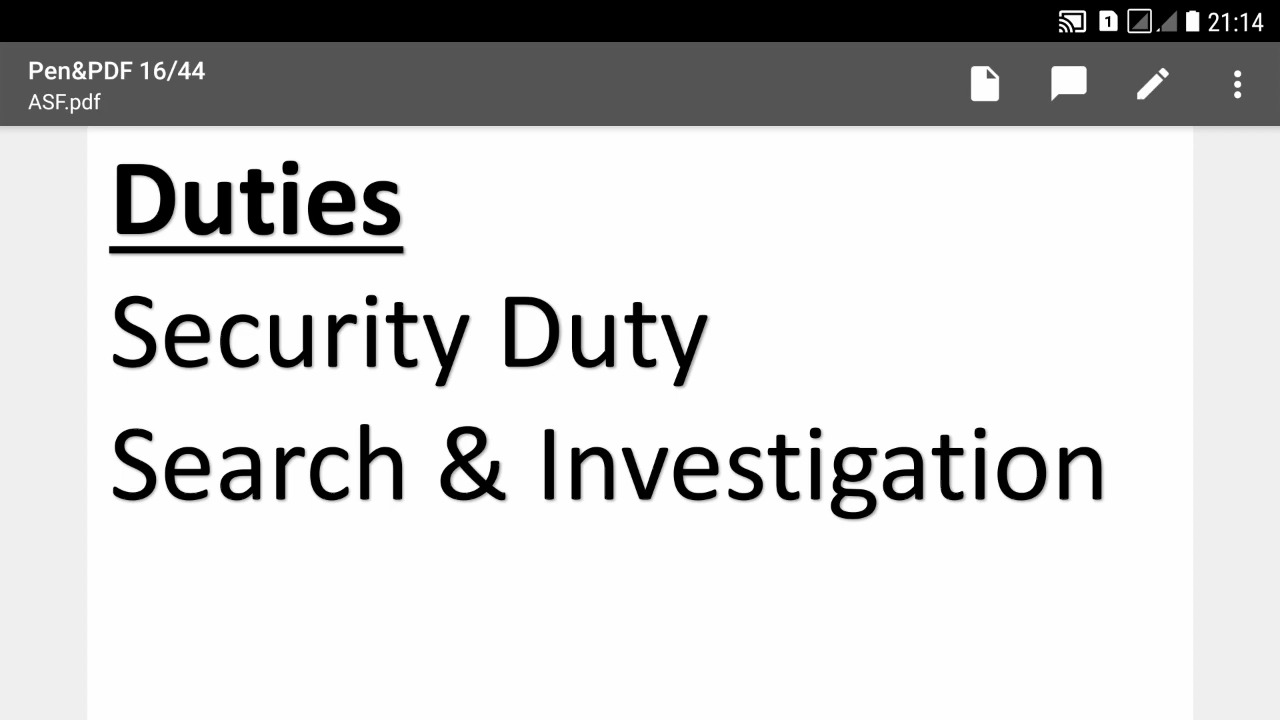 21:14
Pen&PDF 16/44
ASF.pdf
Duties
Security Duty
Search & Investigation